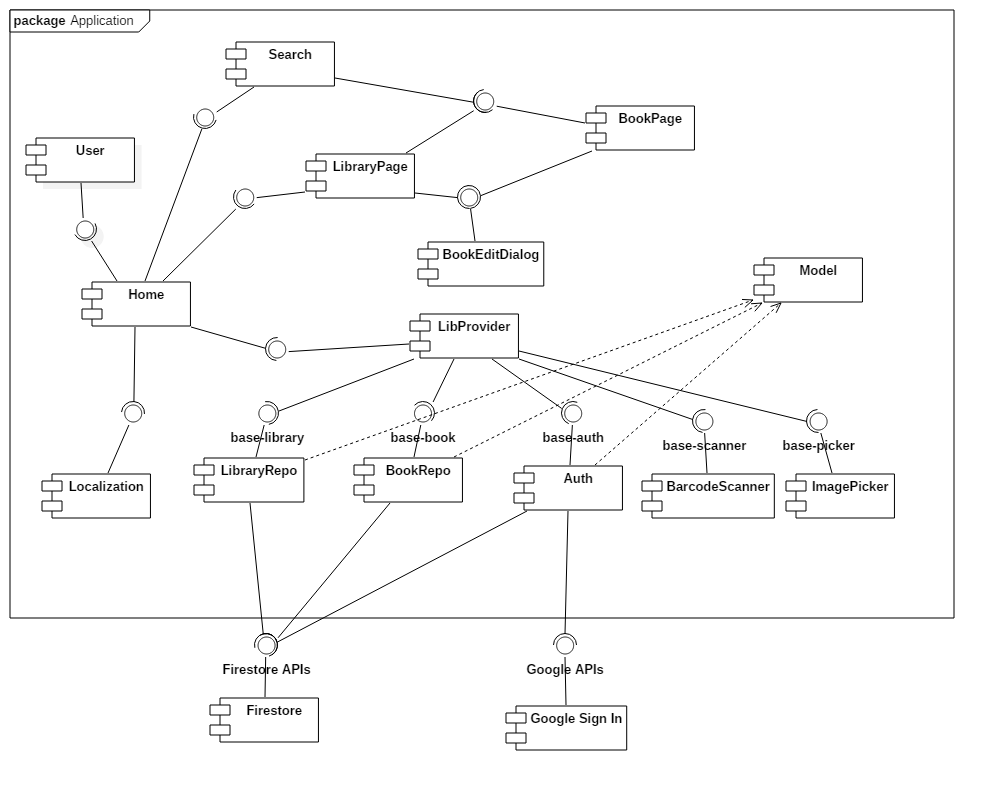 package Application
Search
BookPage
User
LibraryPage
BookEditDialog
Model
Home
LibProvider
base-library
base-book
base-auth
base-scanner
base-picker
LibraryRepo
BookRepo
Auth
Localization
BarcodeScanner
ImagePicker
Firestore APIs
Google APIs
Firestore
Google Sign In